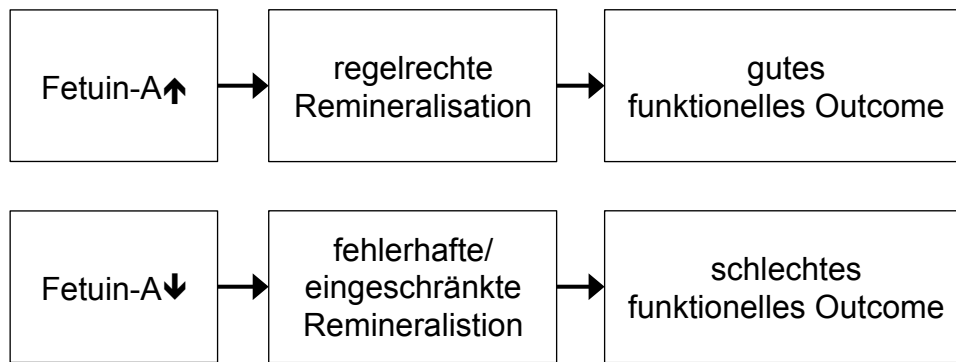 Fetuin-A🡹
regelrechte
Remineralisation
gutes
funktionelles Outcome
Fetuin-A🡻
fehlerhafte/
eingeschränkte
Remineralistion
schlechtes
funktionelles Outcome